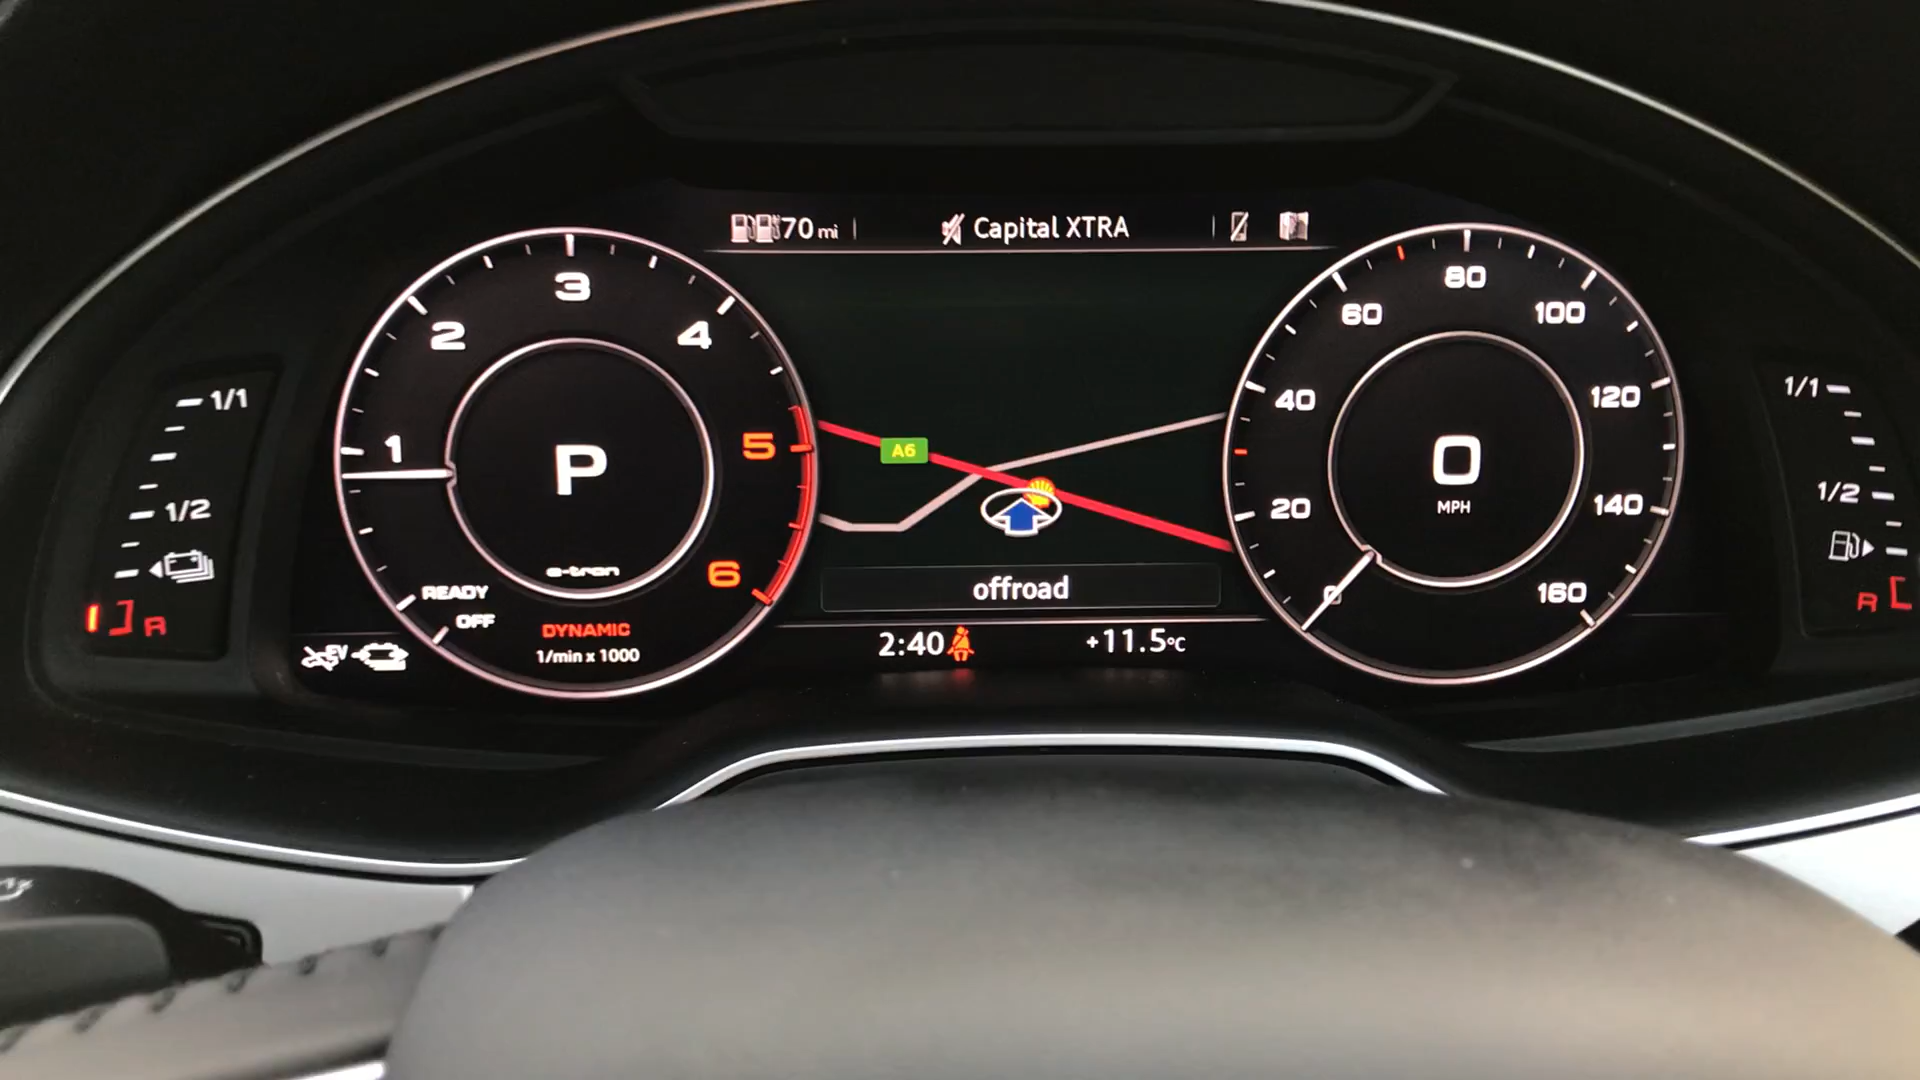 70 mi
Capital XTRA
1/1
1/2
R
1
2
3
4
5
6
P
e-tron
READY
OFF
DYNAMIC
1/min x 1000
EV
A6
offroad
2:40
+11.5°C
0
20
40
60
80
100
120
140
160
0
MPH
1/1
1/2
R